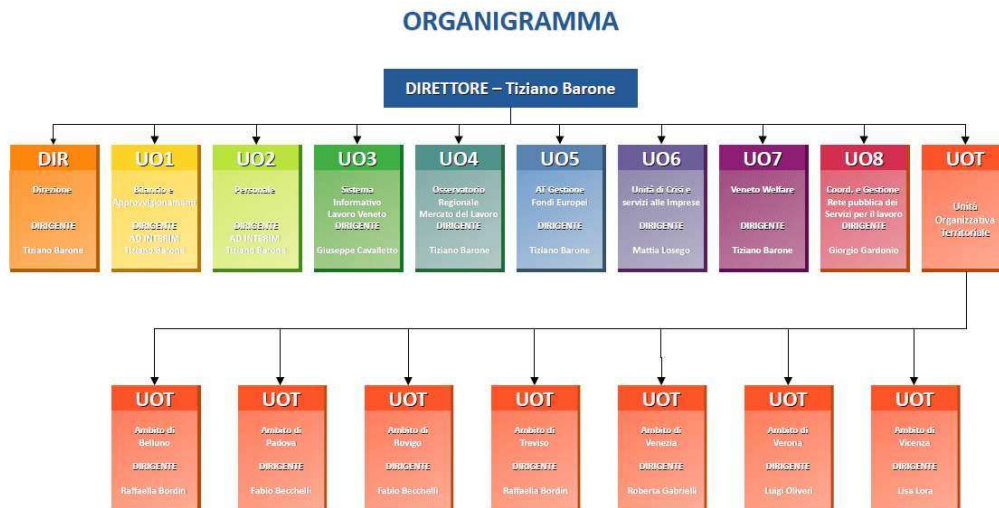 ORGANIGRAMMA
DIRETTORE – Tiziano Barone
DIR
Direzione
DIRIGENTE
Tiziano Barone
UO1
Bilancio e
Approvvigionamenti
DIRIGENTE
AD INTERIM
Tiziano Barone
UO2
Personale
DIRIGENTE
AD INTERIM
Tiziano Barone
UO3
Sistema
Informativo
Lavoro Veneto
DIRIGENTE
Giuseppe Cavalletto
UO4
Osservatorio
Regionale
Mercato del Lavoro
DIRIGENTE
Tiziano Barone
UO5
AT Gestione
Fondi Europei
DIRIGENTE
Tiziano Barone
UO6
Unità di Crisi e
servizi alle Imprese
DIRIGENTE
Mattia Losego
UO7
Veneto Welfare
DIRIGENTE
Tiziano Barone
UO8
Coord. e Gestione
Rete pubblica dei
Servizi per il lavoro
DIRIGENTE
Giorgio Gardonio
UOT
Unità
Organizzativa
Territoriale
UOT
Ambito di
Belluno
DIRIGENTE
Raffaella Bordin
UOT
Ambito di
Padova
DIRIGENTE
Fabio Becchelli
UOT
Ambito di
Rovigo
DIRIGENTE
Fabio Becchelli
UOT
Ambito di
Treviso
DIRIGENTE
Raffaella Bordin
UOT
Ambito di
Venezia
DIRIGENTE
Roberta Gabrielli
UOT
Ambito di
Verona
DIRIGENTE
Luigi Oliveri
UOT
Ambito di
Vicenza
DIRIGENTE
Lisa Lora